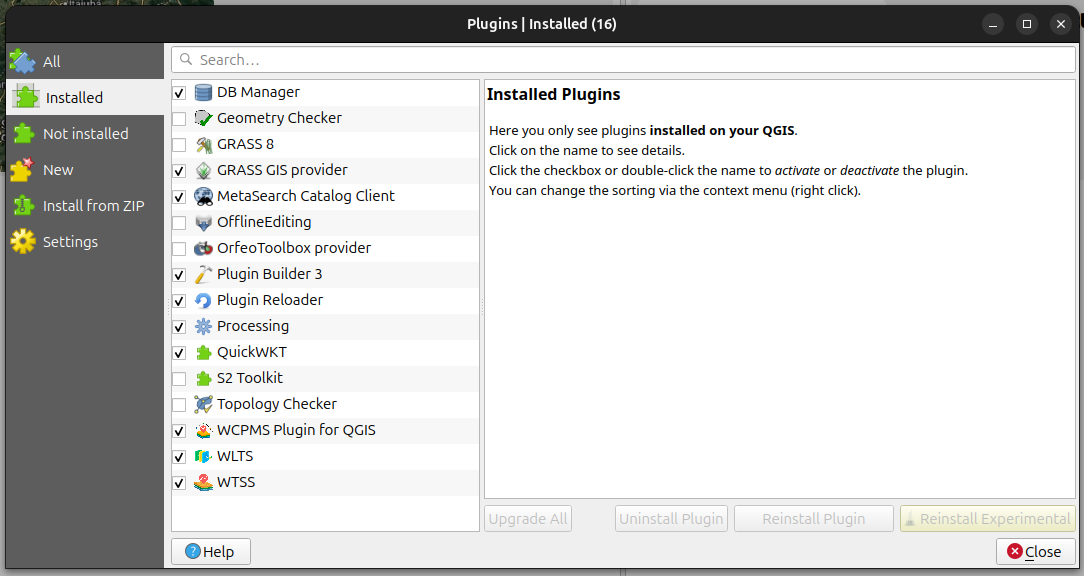 Itajubá
Plugins | Installed (16)
All
Installed
Not installed
New
Install from ZIP
Settings
Search…
DB Manager
Geometry Checker
GRASS 8
GRASS GIS provider
MetaSearch Catalog Client
OfflineEditing
OrfeoToolbox provider
Plugin Builder 3
Plugin Reloader
Processing
QuickWKT
S2 Toolkit
Topology Checker
WCPMS Plugin for QGIS
WLTS
WTSS
Installed Plugins
Here you only see plugins installed on your QGIS.
Click on the name to see details.
Click the checkbox or double-click the name to activate or deactivate the plugin.
You can change the sorting via the context menu (right click).
Upgrade All
Uninstall Plugin
Reinstall Plugin
Reinstall Experimental
Help
Close